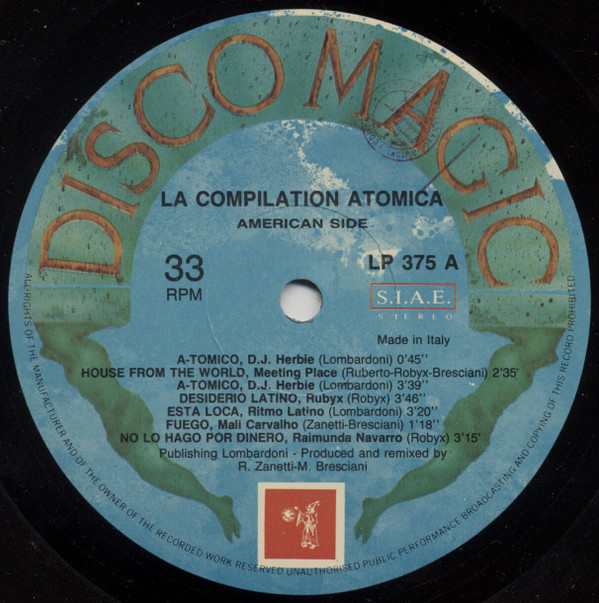 DISCO MAGIC
LA COMPILATION ATOMICA
AMERICAN SIDE
33
RPM
LP 375 A
S.I.A.E.
STEREO
Made in Italy
A-TOMICO, D.J. Herbie (Lombardoni) 0'45''
HOUSE FROM THE WORLD, Meeting Place (Ruberto-Robyx-Bresciani) 2'35'
A-TOMICO, D.J. Herbie (Lombardoni) 3'39''
DESIDERIO LATINO, Rubyx (Robyx) 3'46''
ESTA LOCA, Ritmo Latino (Lombardoni) 3'20''
FUEGO, Mali Carvalho (Zanetti-Bresciani) 1'18''
NO LO HAGO POR DINERO, Raimunda Navarro (Robyx) 3'15'
Publishing Lombardoni - Produced and remixed by
R. Zanetti-M. Bresciani
ALL RIGHTS OF THE MANUFACTURER AND OF THE OWNER OF THE RECORDED WORK RESERVED UNAUTHORISED PUBLIC PERFORMANCE BROADCASTING AND COPYING OF THIS RECORD PROHIBITED